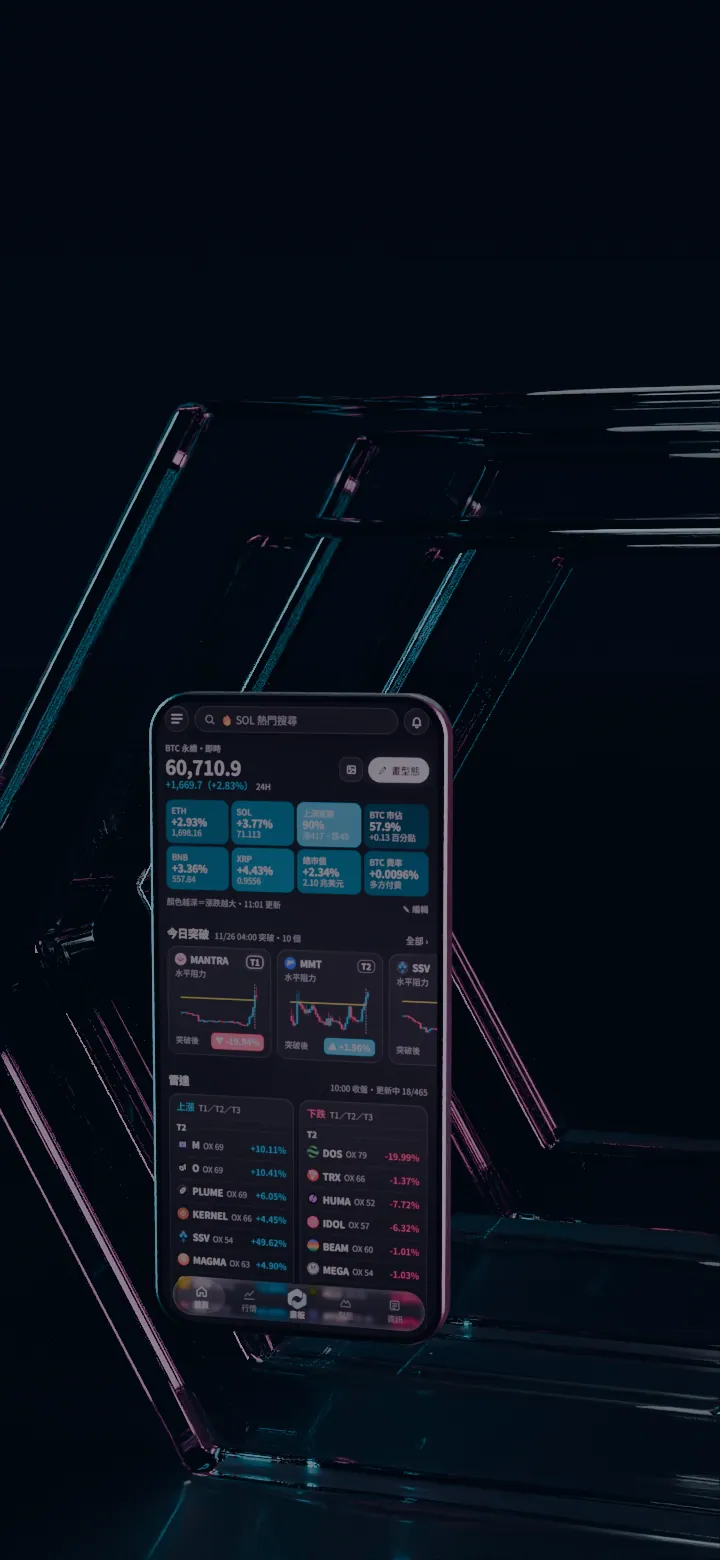 SOL 熱門搜尋
BTC 永續・即時
60,710.9
畫型態
+1,669.7 (+2.83%) 24H
ETH
+2.93%
1,698.16
SOL
+3.77%
71.113
90%
BTC 市佔
57.9%
+0.13 百分點
BNB
+3.36%
557.64
XRP
+4.43%
0.9556
總市值
+2.34%
2.10 兆美元
BTC 費率
+0.0096%
多方付費
顏色越深=漲跌越大・11:01 更新
編輯
今日突破 11/26 04:00 突破・10 個
全部 ›
MANTRA T1
水平阻力
突破後 ▼ -19.84%
MMT T2
水平阻力
突破後 ▲ +1.96%
SSV
水平阻力
突破後
雷達
10:00 收盤・更新中 18/465
上漲 T1/T2/T3
T2
M OX 69 +10.11%
O OX 69 +10.41%
PLUME OX 69 +6.05%
KERNEL OX 66 +4.45%
SSV OX 54 +49.62%
MAGMA OX 63 +4.90%
下跌 T1/T2/T3
T2
DOS OX 79 -19.99%
TRX OX 66 -1.37%
HUMA OX 52 -7.72%
IDOL OX 57 -6.32%
BEAM OX 60 -1.01%
MEGA OX 54 -1.03%
首頁
行情
畫板
資訊